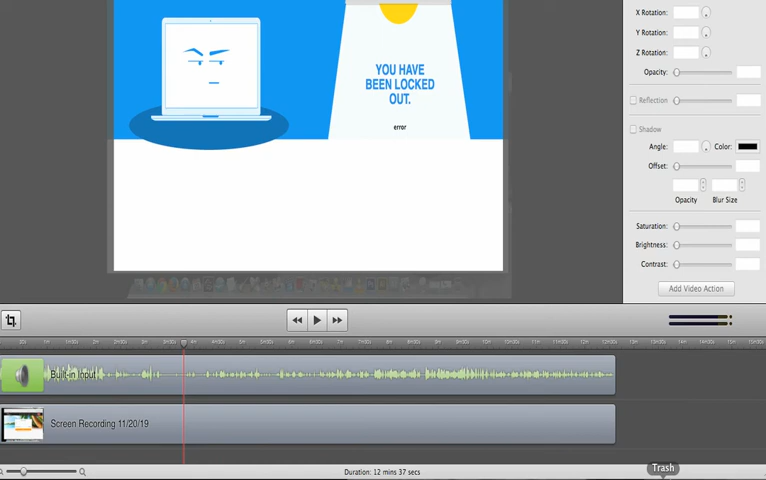 X Rotation:
Y Rotation:
Z Rotation:
Opacity:
Reflection
Shadow
Angle: Color:
Offset:
Opacity Blur Size
Saturation:
Brightness:
Contrast:
Add Video Action
YOU HAVE
BEEN LOCKED
OUT.
error
Built-in Input
Screen Recording 11/20/19
Duration: 12 mins 37 secs
Trash